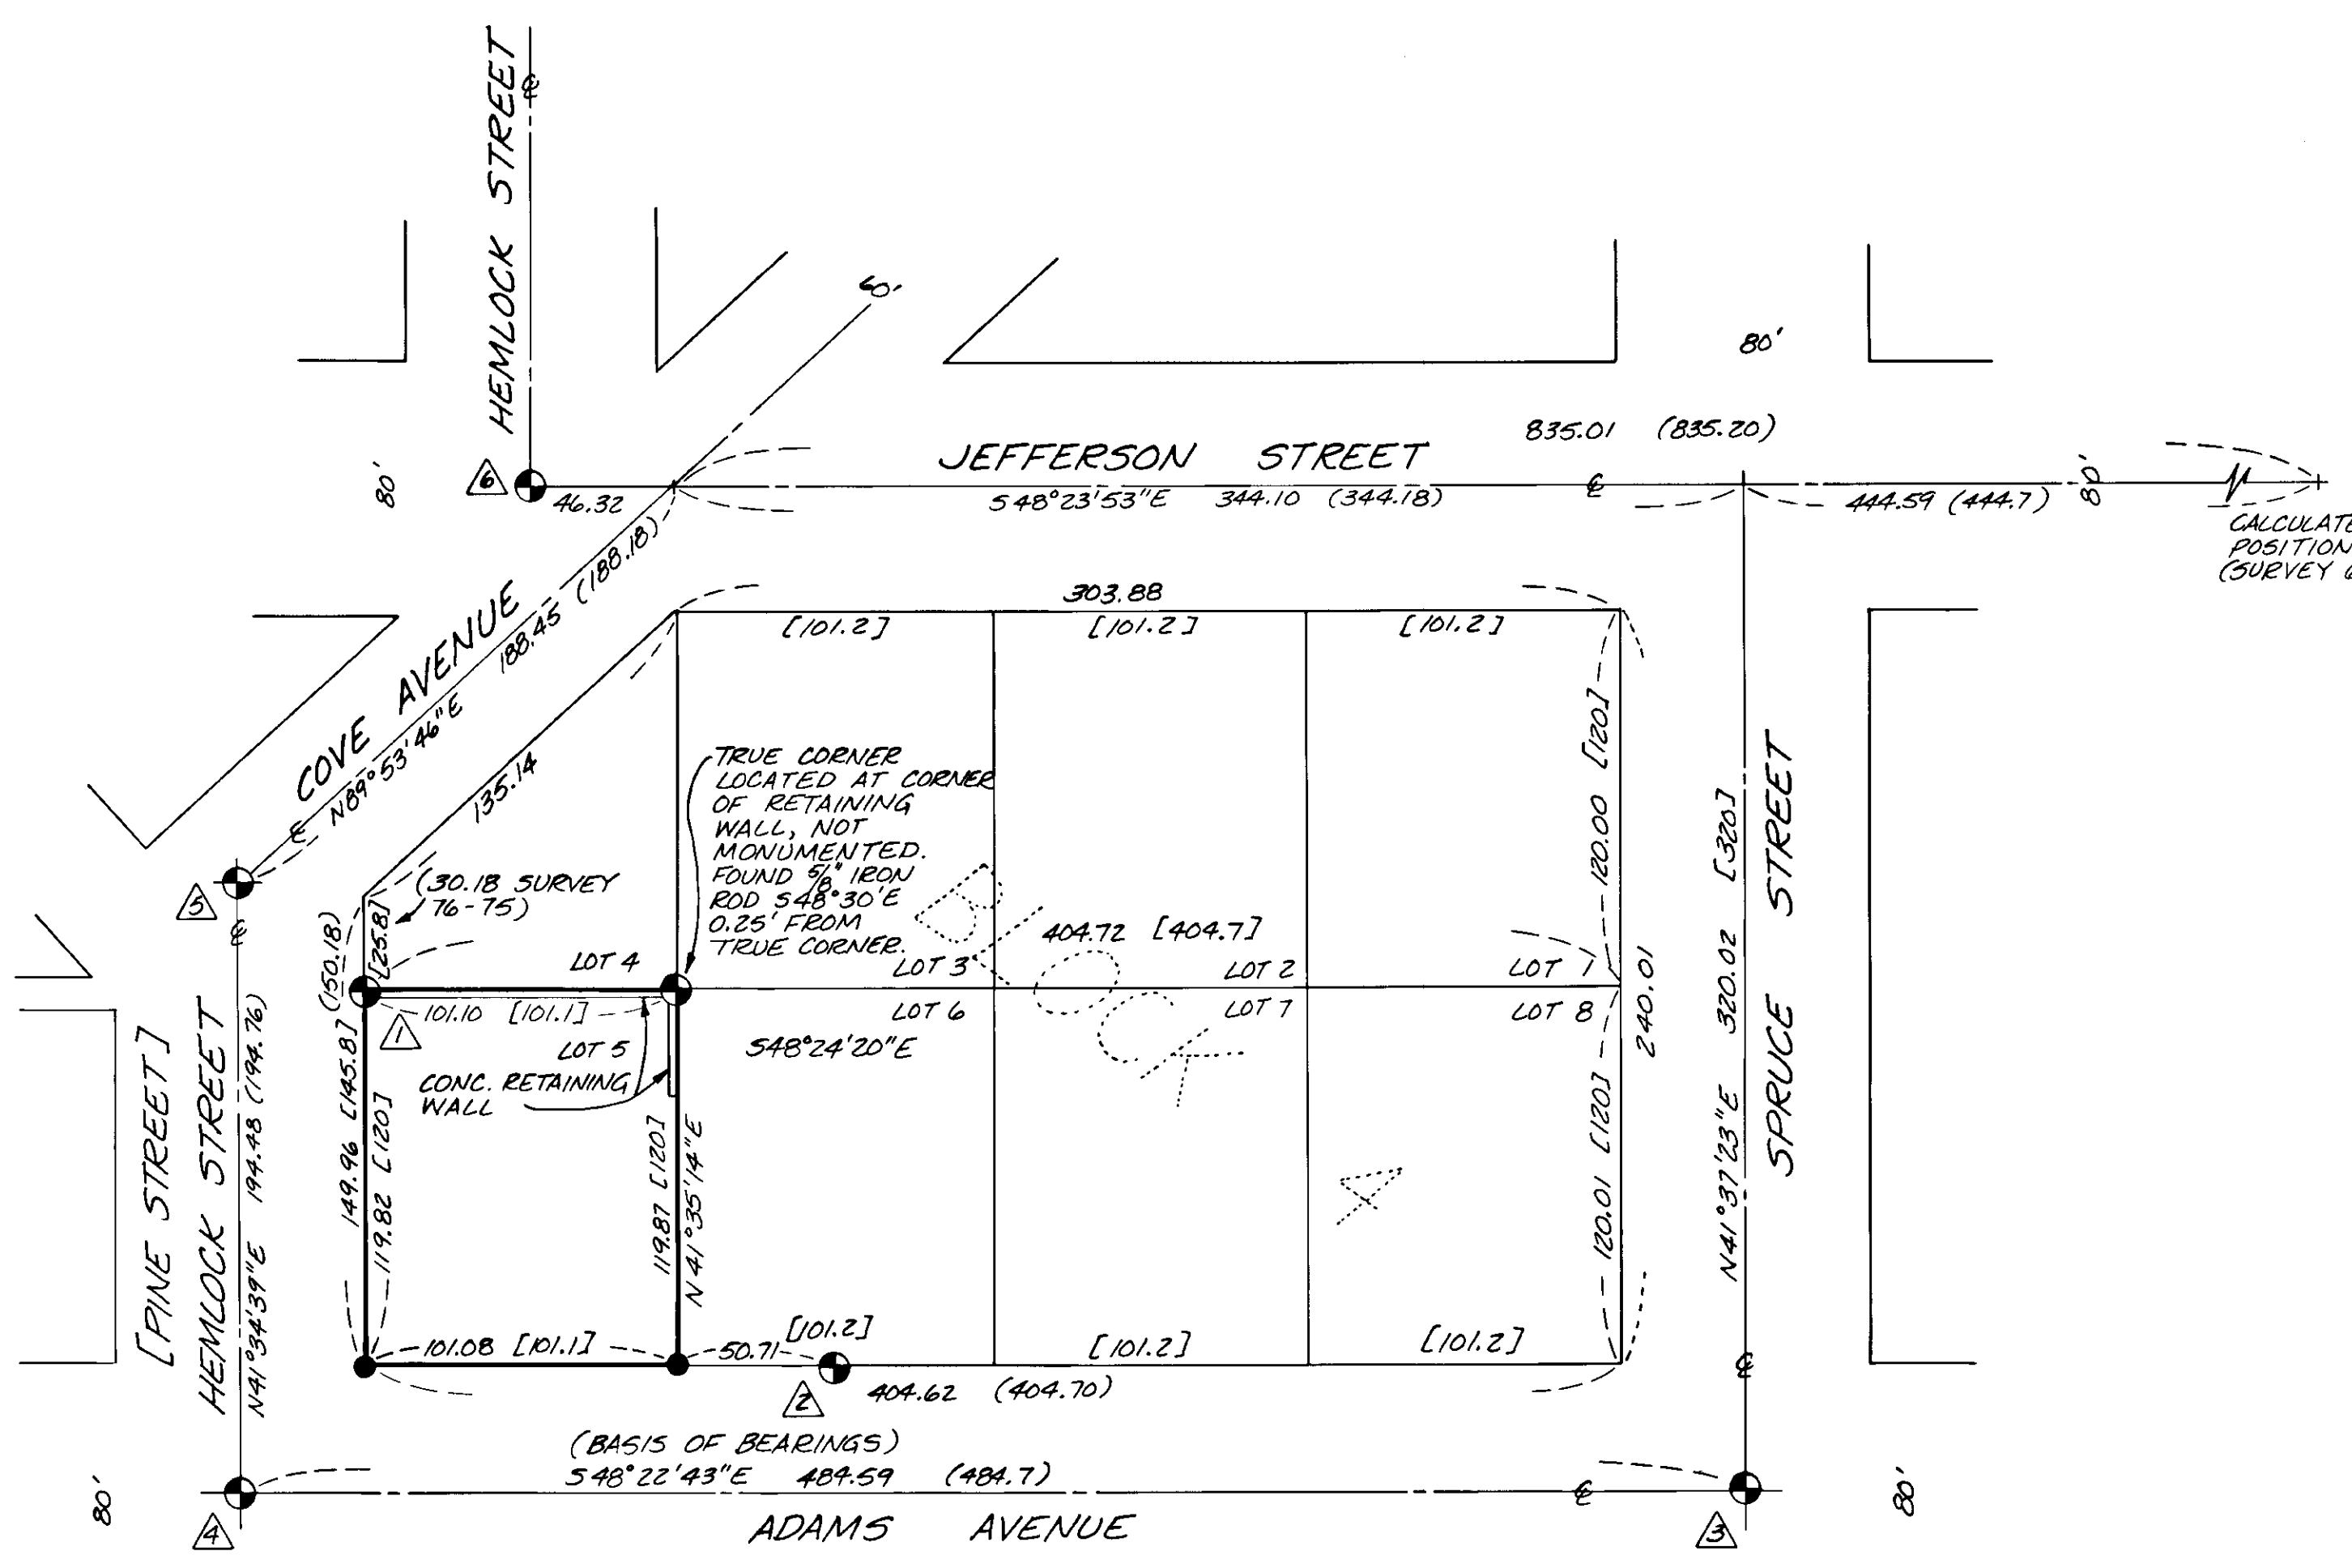 HEMLOCK STREET
℄
60'
80'
835.01 (835.20)
JEFFERSON STREET
80'
6
46.32
S48°23'53"E 344.10 (344.18)
℄
444.59 (444.7)
80'
POSITION
(SURVEY
COVE AVENUE
188.45 (188.18)
N89°53'46"E
℄
135.14
303.88
[101.2] [101.2] [101.2]
120.00 [120]
TRUE CORNER
LOCATED AT CORNER
OF RETAINING
WALL, NOT
MONUMENTED.
FOUND 5/8" IRON
ROD S48°30'E
0.25' FROM
TRUE CORNER.
5
℄
(30.18 SURVEY
76-75)
(150.18)
[25.8]
404.72 [404.7]
LOT 4
LOT 3
LOT 2
LOT 1
BLOCK
A
101.10 [101.1]
1
LOT 5
LOT 6
LOT 7
LOT 8
S48°24'20"E
240.01
CONC. RETAINING
WALL
149.96 [145.8]
119.82 [120]
119.87 [120]
N41°35'14"E
120.01 [120]
N41°37'23"E 320.02 [320]
SPRUCE STREET
[PINE STREET]
HEMLOCK STREET
N41°34'39"E 194.48 (194.76)
101.08 [101.1]
50.71
[101.2]
[101.2]
[101.2]
℄
2
404.62 (404.70)
(BASIS OF BEARINGS)
S48°22'43"E 484.59 (484.7)
80'
4
℄
3
80'
ADAMS AVENUE